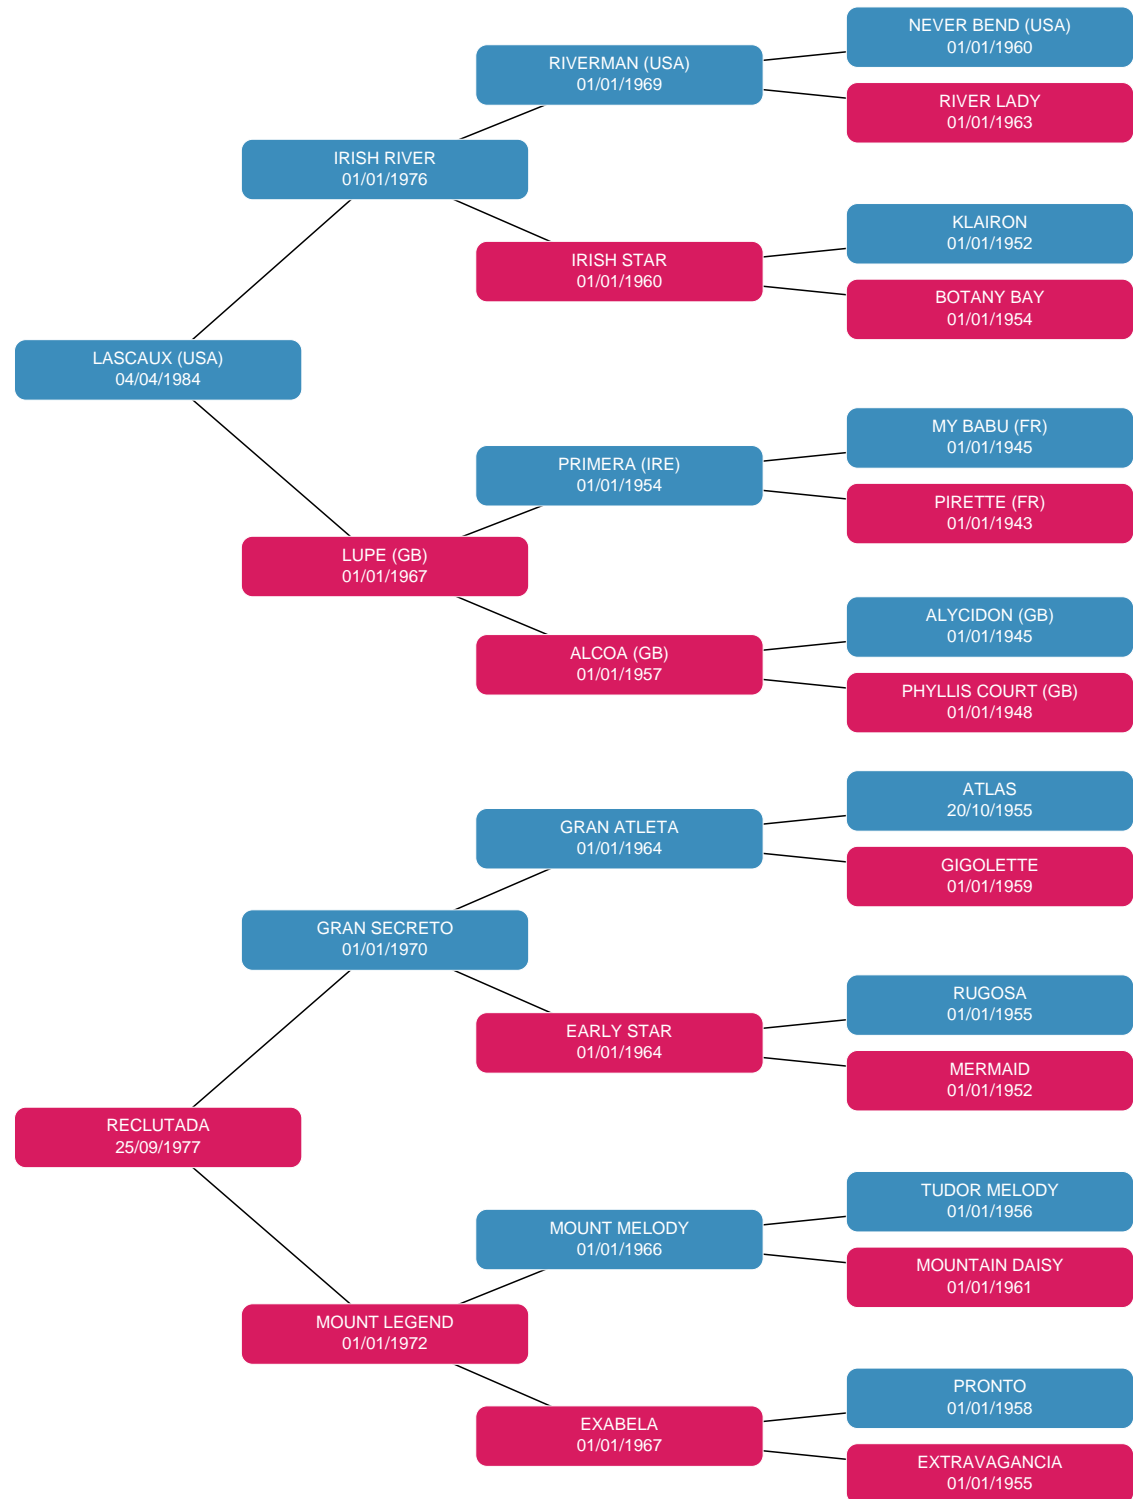 NEVER BEND (USA)
01/01/1960
RIVERMAN (USA)
01/01/1969
RIVER LADY
01/01/1963
IRISH RIVER
01/01/1976
KLAIRON
01/01/1952
IRISH STAR
01/01/1960
BOTANY BAY
01/01/1954
LASCAUX (USA)
04/04/1984
MY BABU (FR)
01/01/1945
PRIMERA (IRE)
01/01/1954
PIRETTE (FR)
01/01/1943
LUPE (GB)
01/01/1967
ALYCIDON (GB)
01/01/1945
ALCOA (GB)
01/01/1957
PHYLLIS COURT (GB)
01/01/1948
ATLAS
20/10/1955
GRAN ATLETA
01/01/1964
GIGOLETTE
01/01/1959
GRAN SECRETO
01/01/1970
RUGOSA
01/01/1955
EARLY STAR
01/01/1964
MERMAID
01/01/1952
RECLUTADA
25/09/1977
TUDOR MELODY
01/01/1956
MOUNT MELODY
01/01/1966
MOUNTAIN DAISY
01/01/1961
MOUNT LEGEND
01/01/1972
PRONTO
01/01/1958
EXABELA
01/01/1967
EXTRAVAGANCIA
01/01/1955